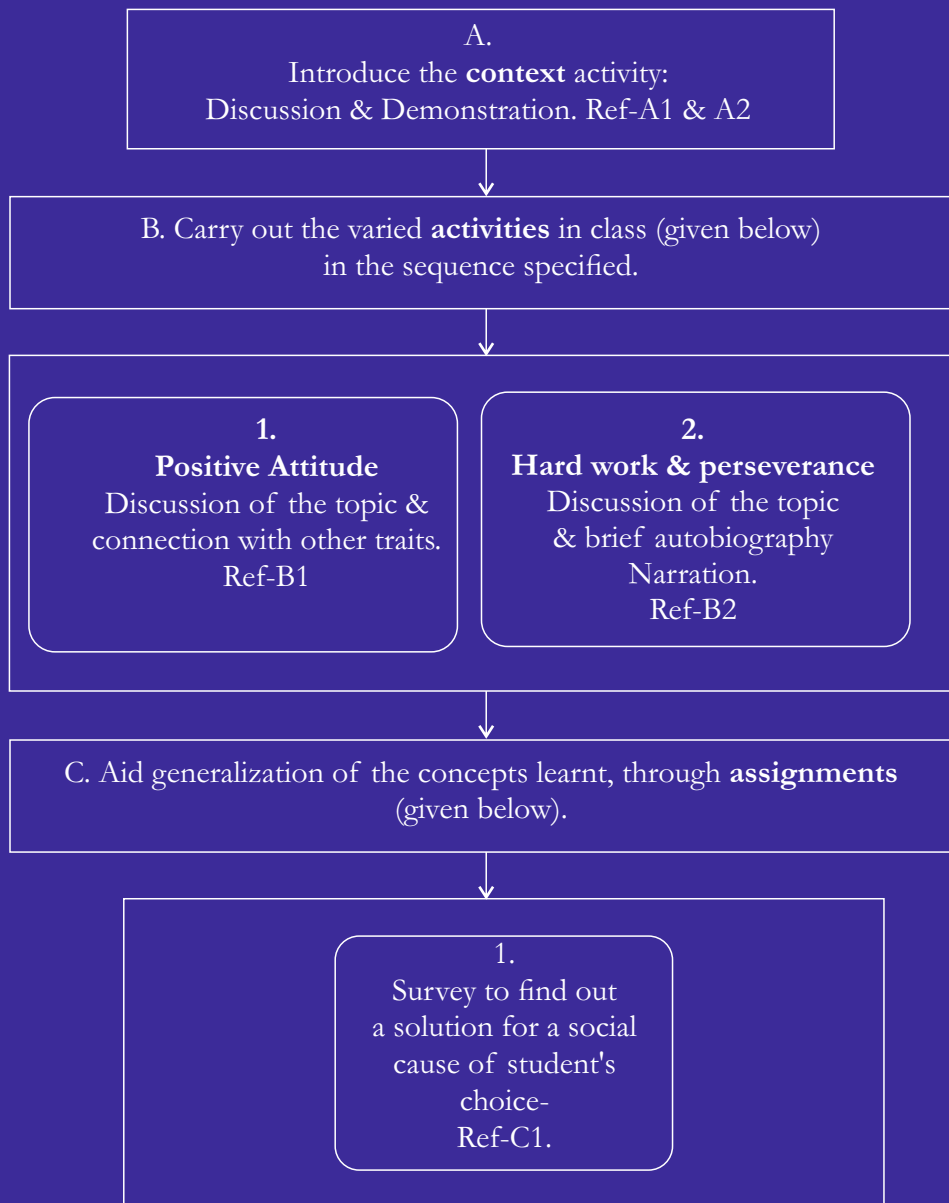 A.
Introduce the context activity:
Discussion & Demonstration. Ref-A1 & A2
B. Carry out the varied activities in class (given below)
in the sequence specified.
1.
Positive Attitude
Discussion of the topic &
connection with other traits.
Ref-B1
2.
Hard work & perseverance
Discussion of the topic
& brief autobiography
Narration.
Ref-B2
C. Aid generalization of the concepts learnt, through assignments
(given below).
1.
Survey to find out
a solution for a social
cause of student's
choice-
Ref-C1.